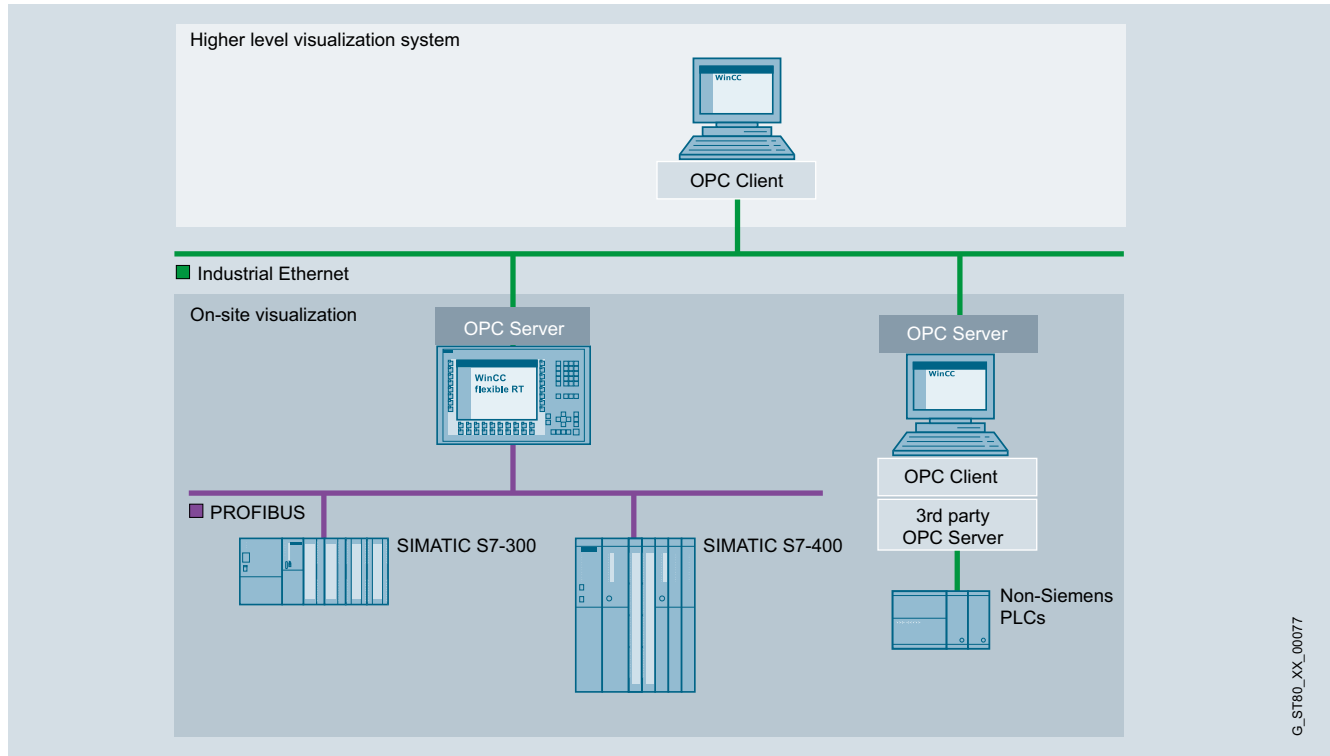 Higher level visualization system
WinCC
OPC Client
Industrial Ethernet
On-site visualization
OPC Server
OPC Server
WinCC
flexible RT
WinCC
OPC Client
PROFIBUS
3rd party
OPC Server
SIMATIC S7-300
SIMATIC S7-400
Non-Siemens
PLCs
G_ST80_XX_00077